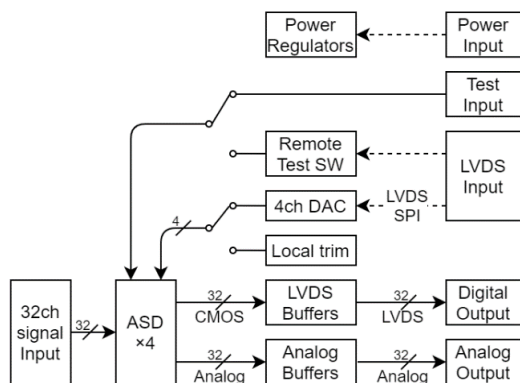 Power
Regulators
Power
Input
Test
Input
Remote
Test SW
LVDS
Input
4
4ch DAC
LVDS
SPI
Local trim
32ch
signal
Input
32
ASD
×4
32
CMOS
LVDS
Buffers
32
LVDS
Digital
Output
32
Analog
Analog
Buffers
32
Analog
Analog
Output